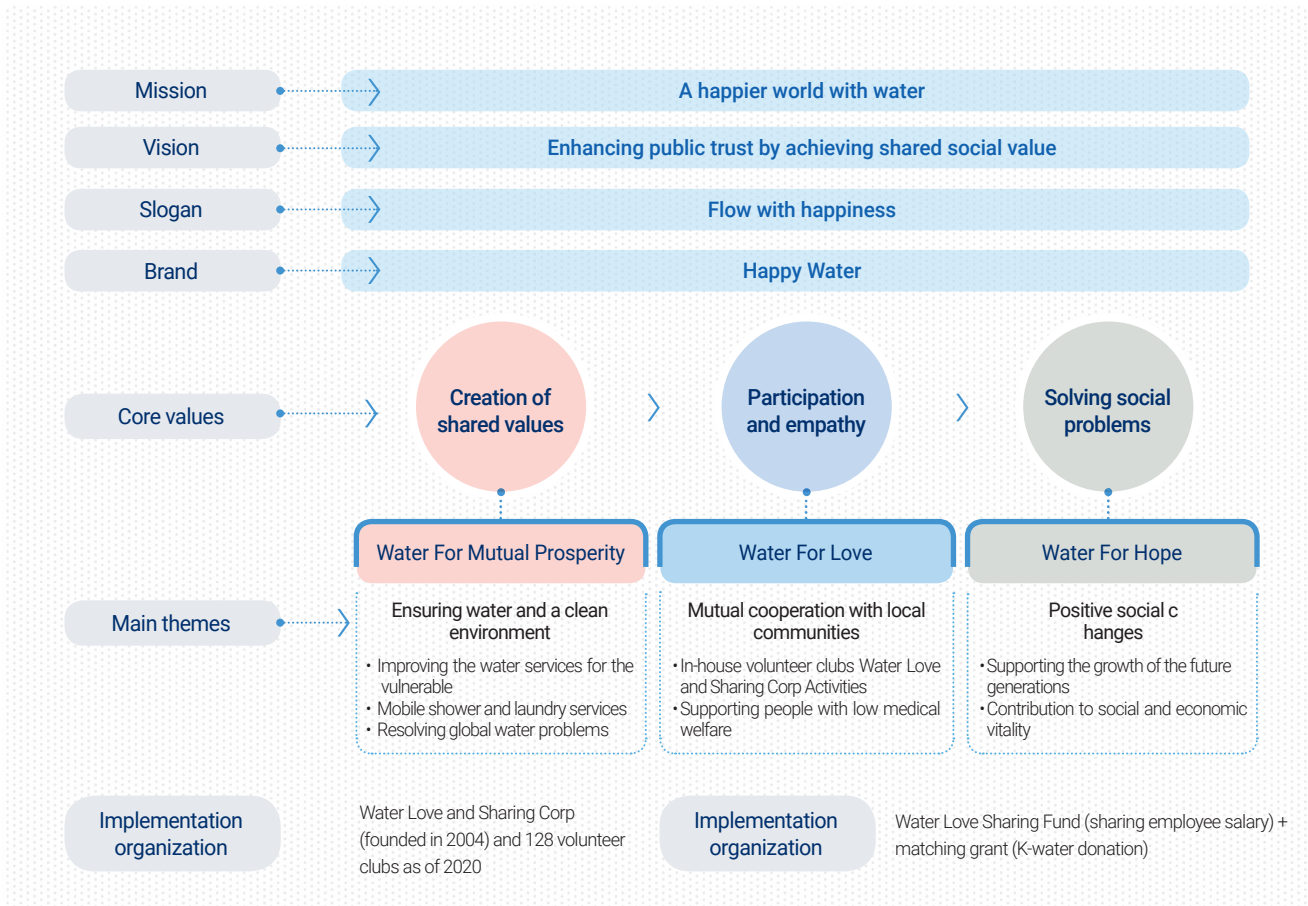 Mission
A happier world with water
Vision
Enhancing public trust by achieving shared social value
Slogan
Flow with happiness
Brand
Happy Water
Core values
Creation of
shared values
Participation
and empathy
Solving social
problems
Main themes
Water For Mutual Prosperity
Ensuring water and a clean
environment
• Improving the water services for the
vulnerable
• Mobile shower and laundry services
• Resolving global water problems
Water For Love
Mutual cooperation with local
communities
• In-house volunteer clubs Water Love
and Sharing Corp Activities
• Supporting people with low medical
welfare
Water For Hope
Positive social c
hanges
• Supporting the growth of the future
generations
• Contribution to social and economic
vitality
Implementation
organization
Water Love and Sharing Corp
(founded in 2004) and 128 volunteer
clubs as of 2020
Implementation
organization
Water Love Sharing Fund (sharing employee salary) +
matching grant (K-water donation)